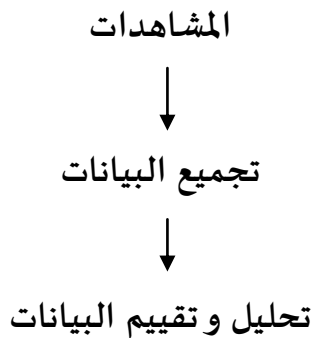 المشاهدات
تجميع البيانات
تحليل و تقييم البيانات